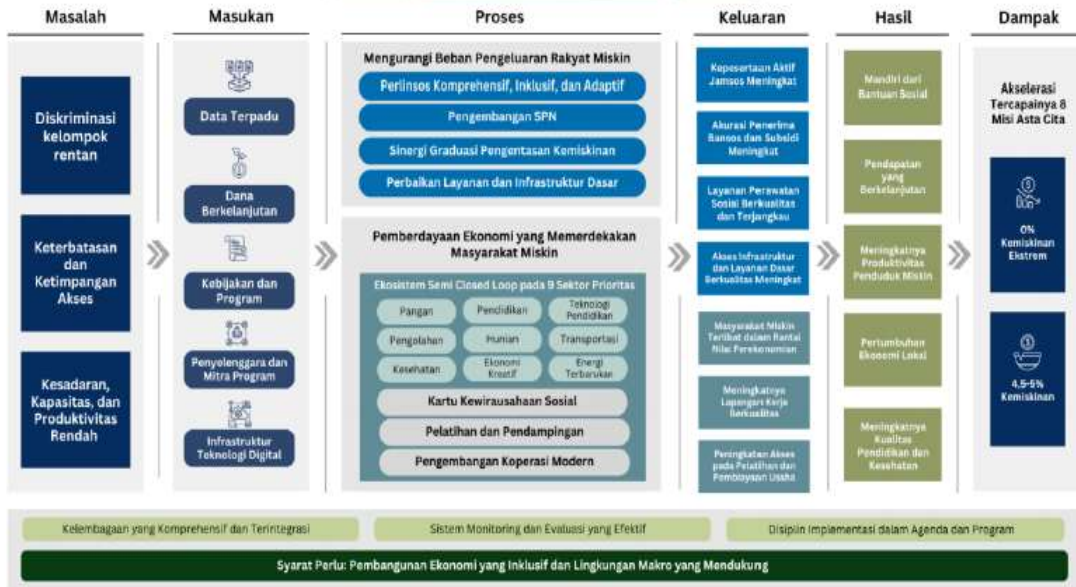 Masalah
Masukan
Proses
Keluaran
Hasil
Dampak
Diskriminasi
kelompok
rentan
Keterbatasan
dan
Ketimpangan
Akses
Kesadaran,
Kapasitas, dan
Produktivitas
Rendah
Data Terpadu
Dana
Berkelanjutan
Kebijakan dan
Program
Penyelenggara dan
Mitra Program
Infrastruktur
Teknologi Digital
Mengurangi Beban Pengeluaran Rakyat Miskin
Perlinsos Komprehensif, Inklusif, dan Adaptif
Pengembangan SPN
Sinergi Graduasi Pengentasan Kemiskinan
Perbaikan Layanan dan Infrastruktur Dasar
Pemberdayaan Ekonomi yang Memerdekakan
Masyarakat Miskin
Ekosistem Semi Closed Loop pada 9 Sektor Prioritas
Pangan
Pendidikan
Teknologi
Pendidikan
Pengolahan
Hunian
Transportasi
Kesehatan
Ekonomi
Kreatif
Energi
Terbarukan
Kartu Kewirausahaan Sosial
Pelatihan dan Pendampingan
Pengembangan Koperasi Modern
Kepesertaan Aktif
Jamsos Meningkat
Akurasi Penerima
Bansos dan Subsidi
Meningkat
Layanan Perawatan
Sosial Berkualitas
dan Terjangkau
Akses Infrastruktur
dan Layanan Dasar
Berkualitas Meningkat
Masyarakat Miskin
Terlibat dalam Rantai
Nilai Perekonomian
Meningkatnya
Lapangan Kerja
Berkualitas
Peningkatan Akses
pada Pelatihan dan
Pembiayaan Usaha
Mandiri dari
Bantuan Sosial
Pendapatan
yang
Berkelanjutan
Meningkatnya
Produktivitas
Penduduk Miskin
Pertumbuhan
Ekonomi Lokal
Meningkatnya
Kualitas
Pendidikan dan
Kesehatan
Akselerasi
Tercapainya 8
Misi Asta Cita
0%
Kemiskinan
Ekstrem
4,5-5%
Kemiskinan
Kelembagaan yang Komprehensif dan Terintegrasi
Sistem Monitoring dan Evaluasi yang Efektif
Disiplin Implementasi dalam Agenda dan Program
Syarat Perlu: Pembangunan Ekonomi yang Inklusif dan Lingkungan Makro yang Mendukung